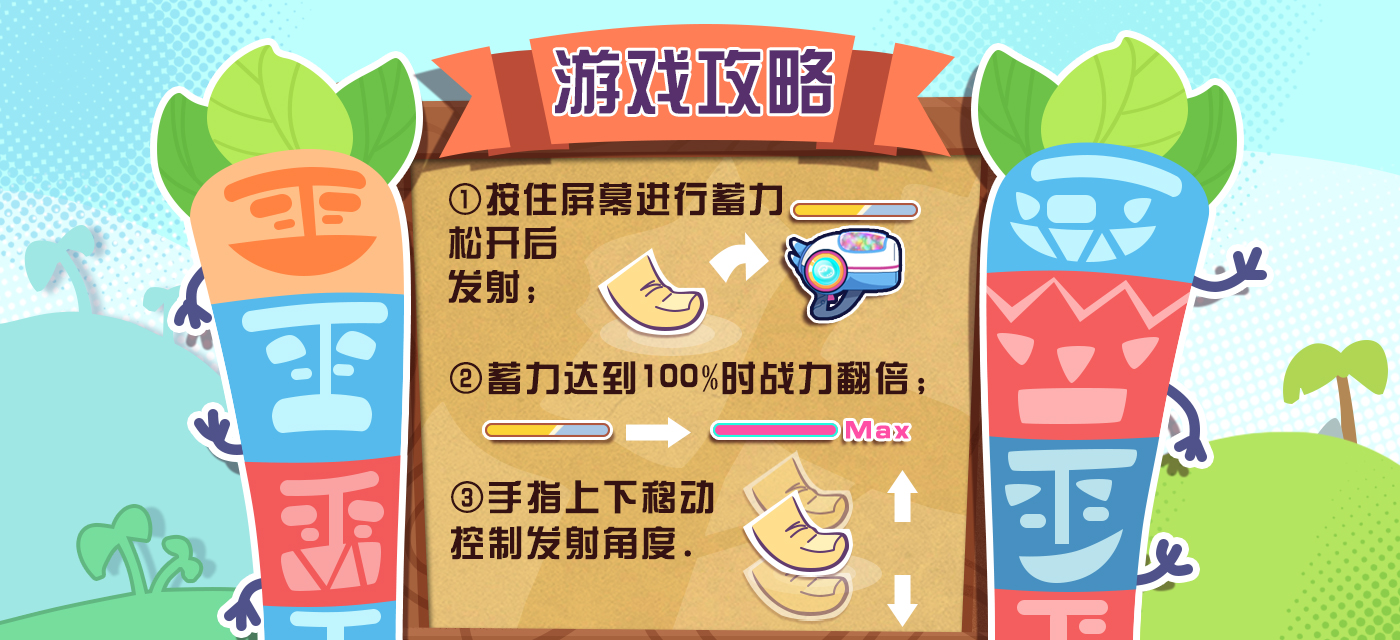 游戏攻略
①按住屏幕进行蓄力
松开后
发射；
②蓄力达到100%时战力翻倍；
Max
③手指上下移动
控制发射角度.